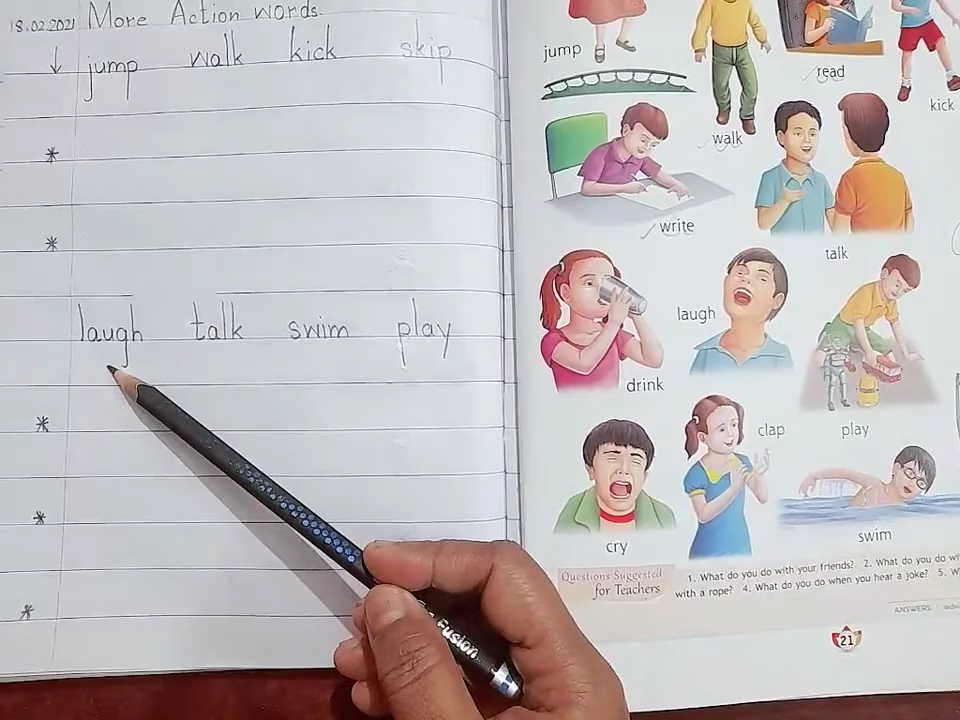 18.02.2021 More Action words
↓ jump walk kick skip
*
*
laugh talk swim play
*
*
*
Fusion
jump
read
kick
walk
write
talk
laugh
drink
clap
play
cry
swim
Questions Suggested
for Teachers
1. What do you do with your friends? 2. What do you do
with a rope? 4. What do you do when you hear a joke? 5.
ANSWERS
21